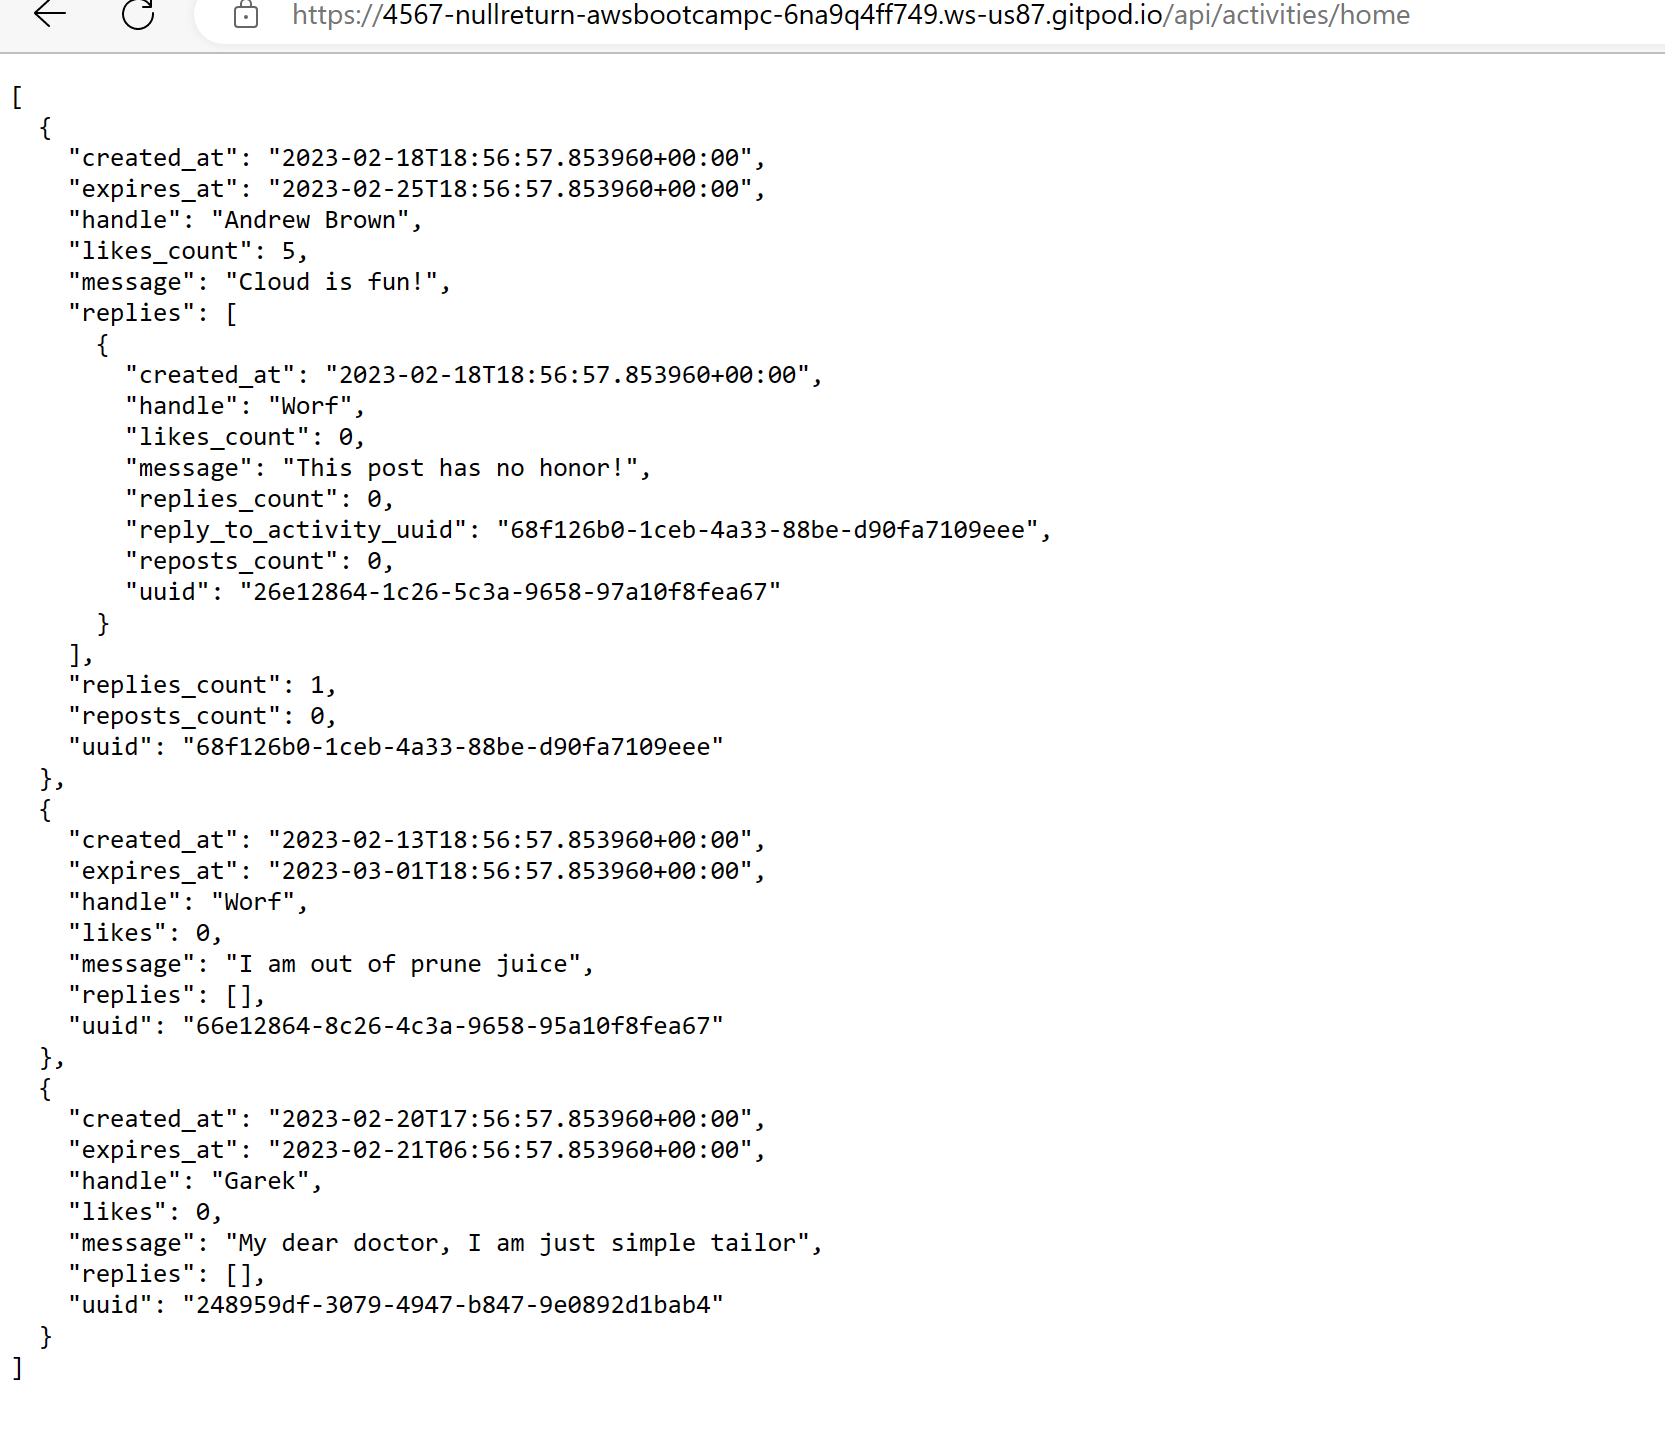 https://4567-nullreturn-awsbootcampc-6na9q4ff749.ws-us87.gitpod.io/api/activities/home
[
  {
    "created_at": "2023-02-18T18:56:57.853960+00:00",
    "expires_at": "2023-02-25T18:56:57.853960+00:00",
    "handle": "Andrew Brown",
    "likes_count": 5,
    "message": "Cloud is fun!",
    "replies": [
      {
        "created_at": "2023-02-18T18:56:57.853960+00:00",
        "handle": "Worf",
        "likes_count": 0,
        "message": "This post has no honor!",
        "replies_count": 0,
        "reply_to_activity_uuid": "68f126b0-1ceb-4a33-88be-d90fa7109eee",
        "reposts_count": 0,
        "uuid": "26e12864-1c26-5c3a-9658-97a10f8fea67"
      }
    ],
    "replies_count": 1,
    "reposts_count": 0,
    "uuid": "68f126b0-1ceb-4a33-88be-d90fa7109eee"
  },
  {
    "created_at": "2023-02-13T18:56:57.853960+00:00",
    "expires_at": "2023-03-01T18:56:57.853960+00:00",
    "handle": "Worf",
    "likes": 0,
    "message": "I am out of prune juice",
    "replies": [],
    "uuid": "66e12864-8c26-4c3a-9658-95a10f8fea67"
  },
  {
    "created_at": "2023-02-20T17:56:57.853960+00:00",
    "expires_at": "2023-02-21T06:56:57.853960+00:00",
    "handle": "Garek",
    "likes": 0,
    "message": "My dear doctor, I am just simple tailor",
    "replies": [],
    "uuid": "248959df-3079-4947-b847-9e0892d1bab4"
  }
]